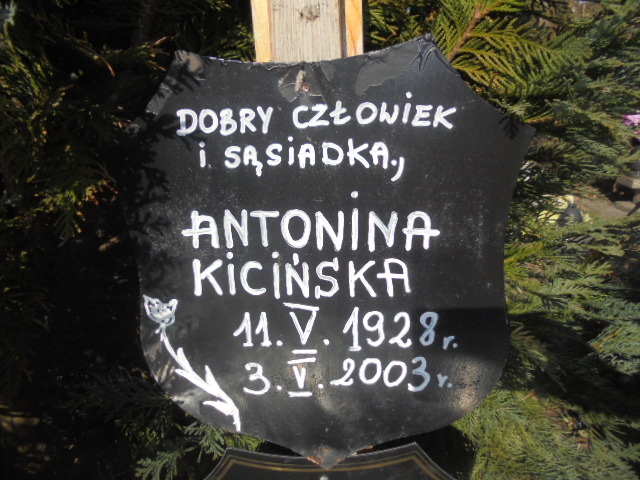 DOBRY CZŁOWIEK
i SĄSIADKA,
ANTONINA
KICIŃSKA
11.V.1928r.
3.V.2003r.